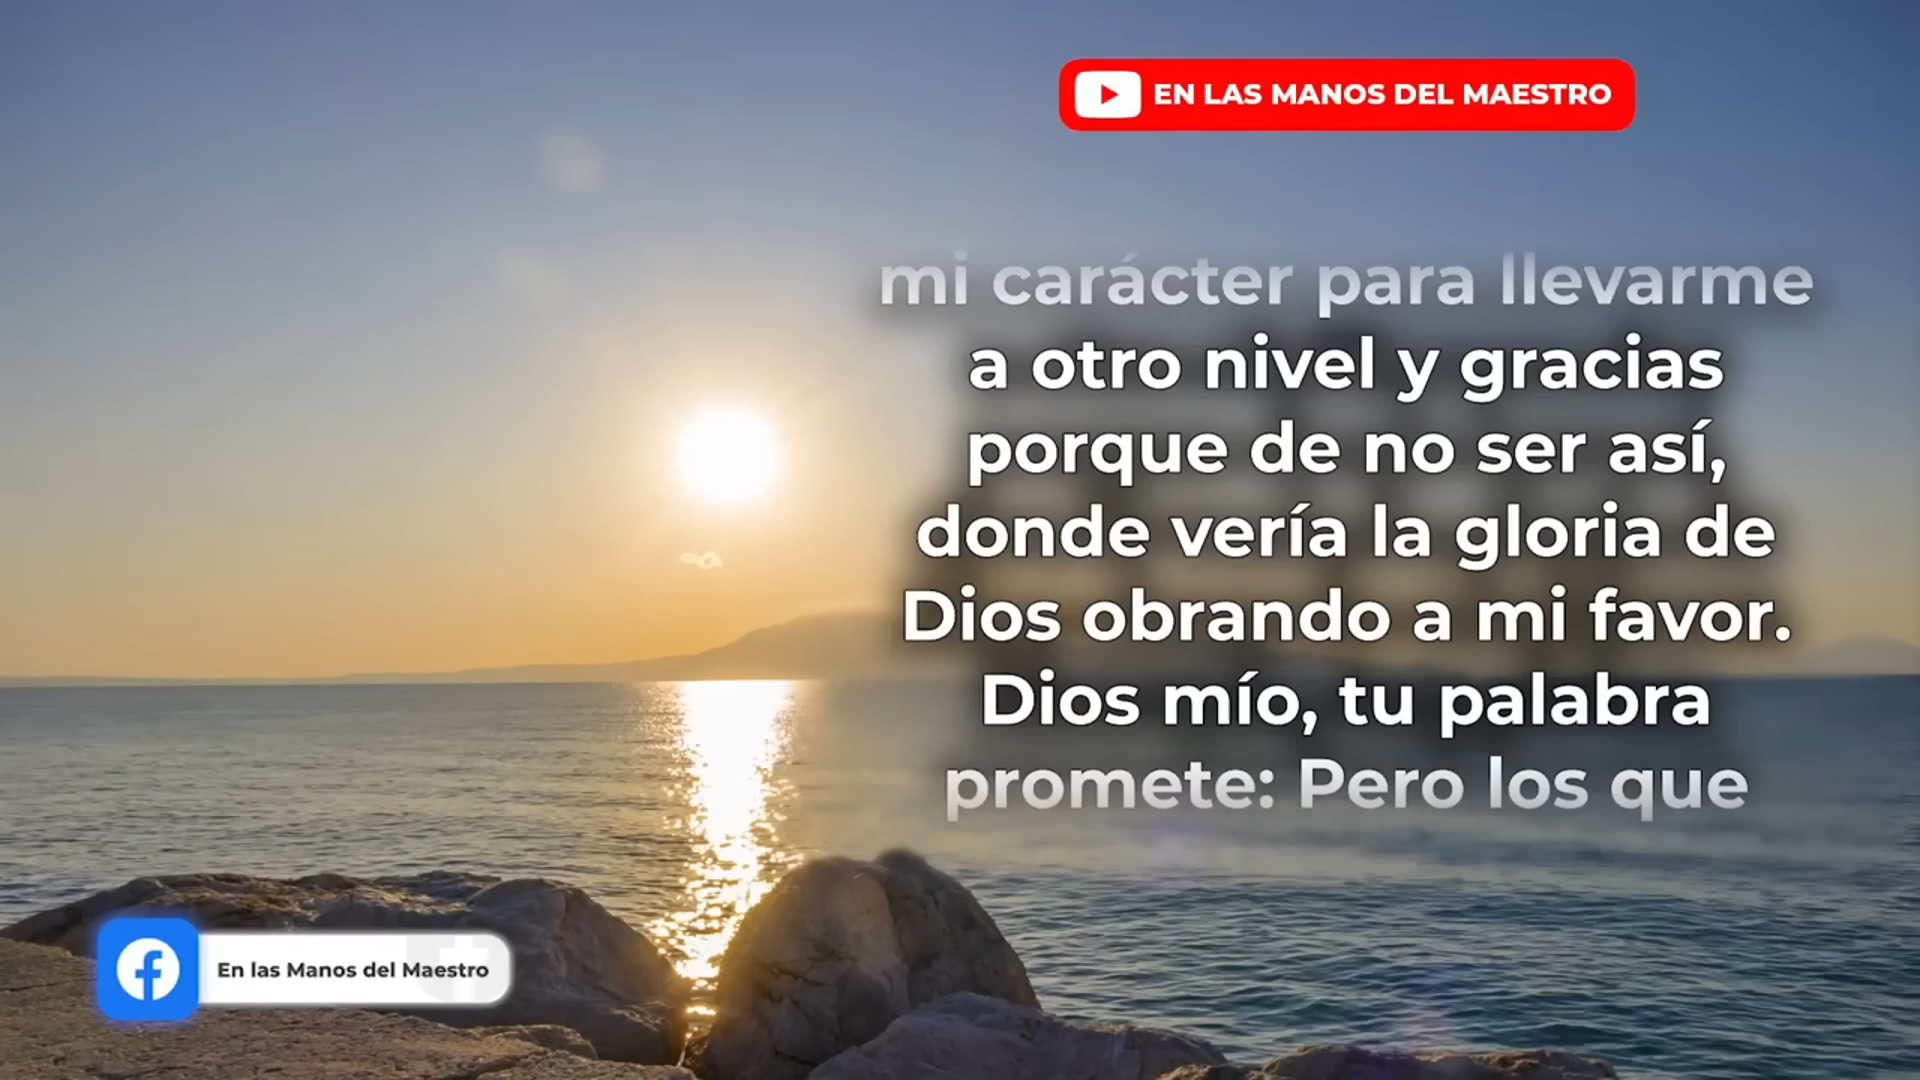 EN LAS MANOS DEL MAESTRO
mi carácter para llevarme
a otro nivel y gracias
porque de no ser así,
donde vería la gloria de
Dios obrando a mi favor.
Dios mío, tu palabra
promete: Pero los que
En las Manos del Maestro